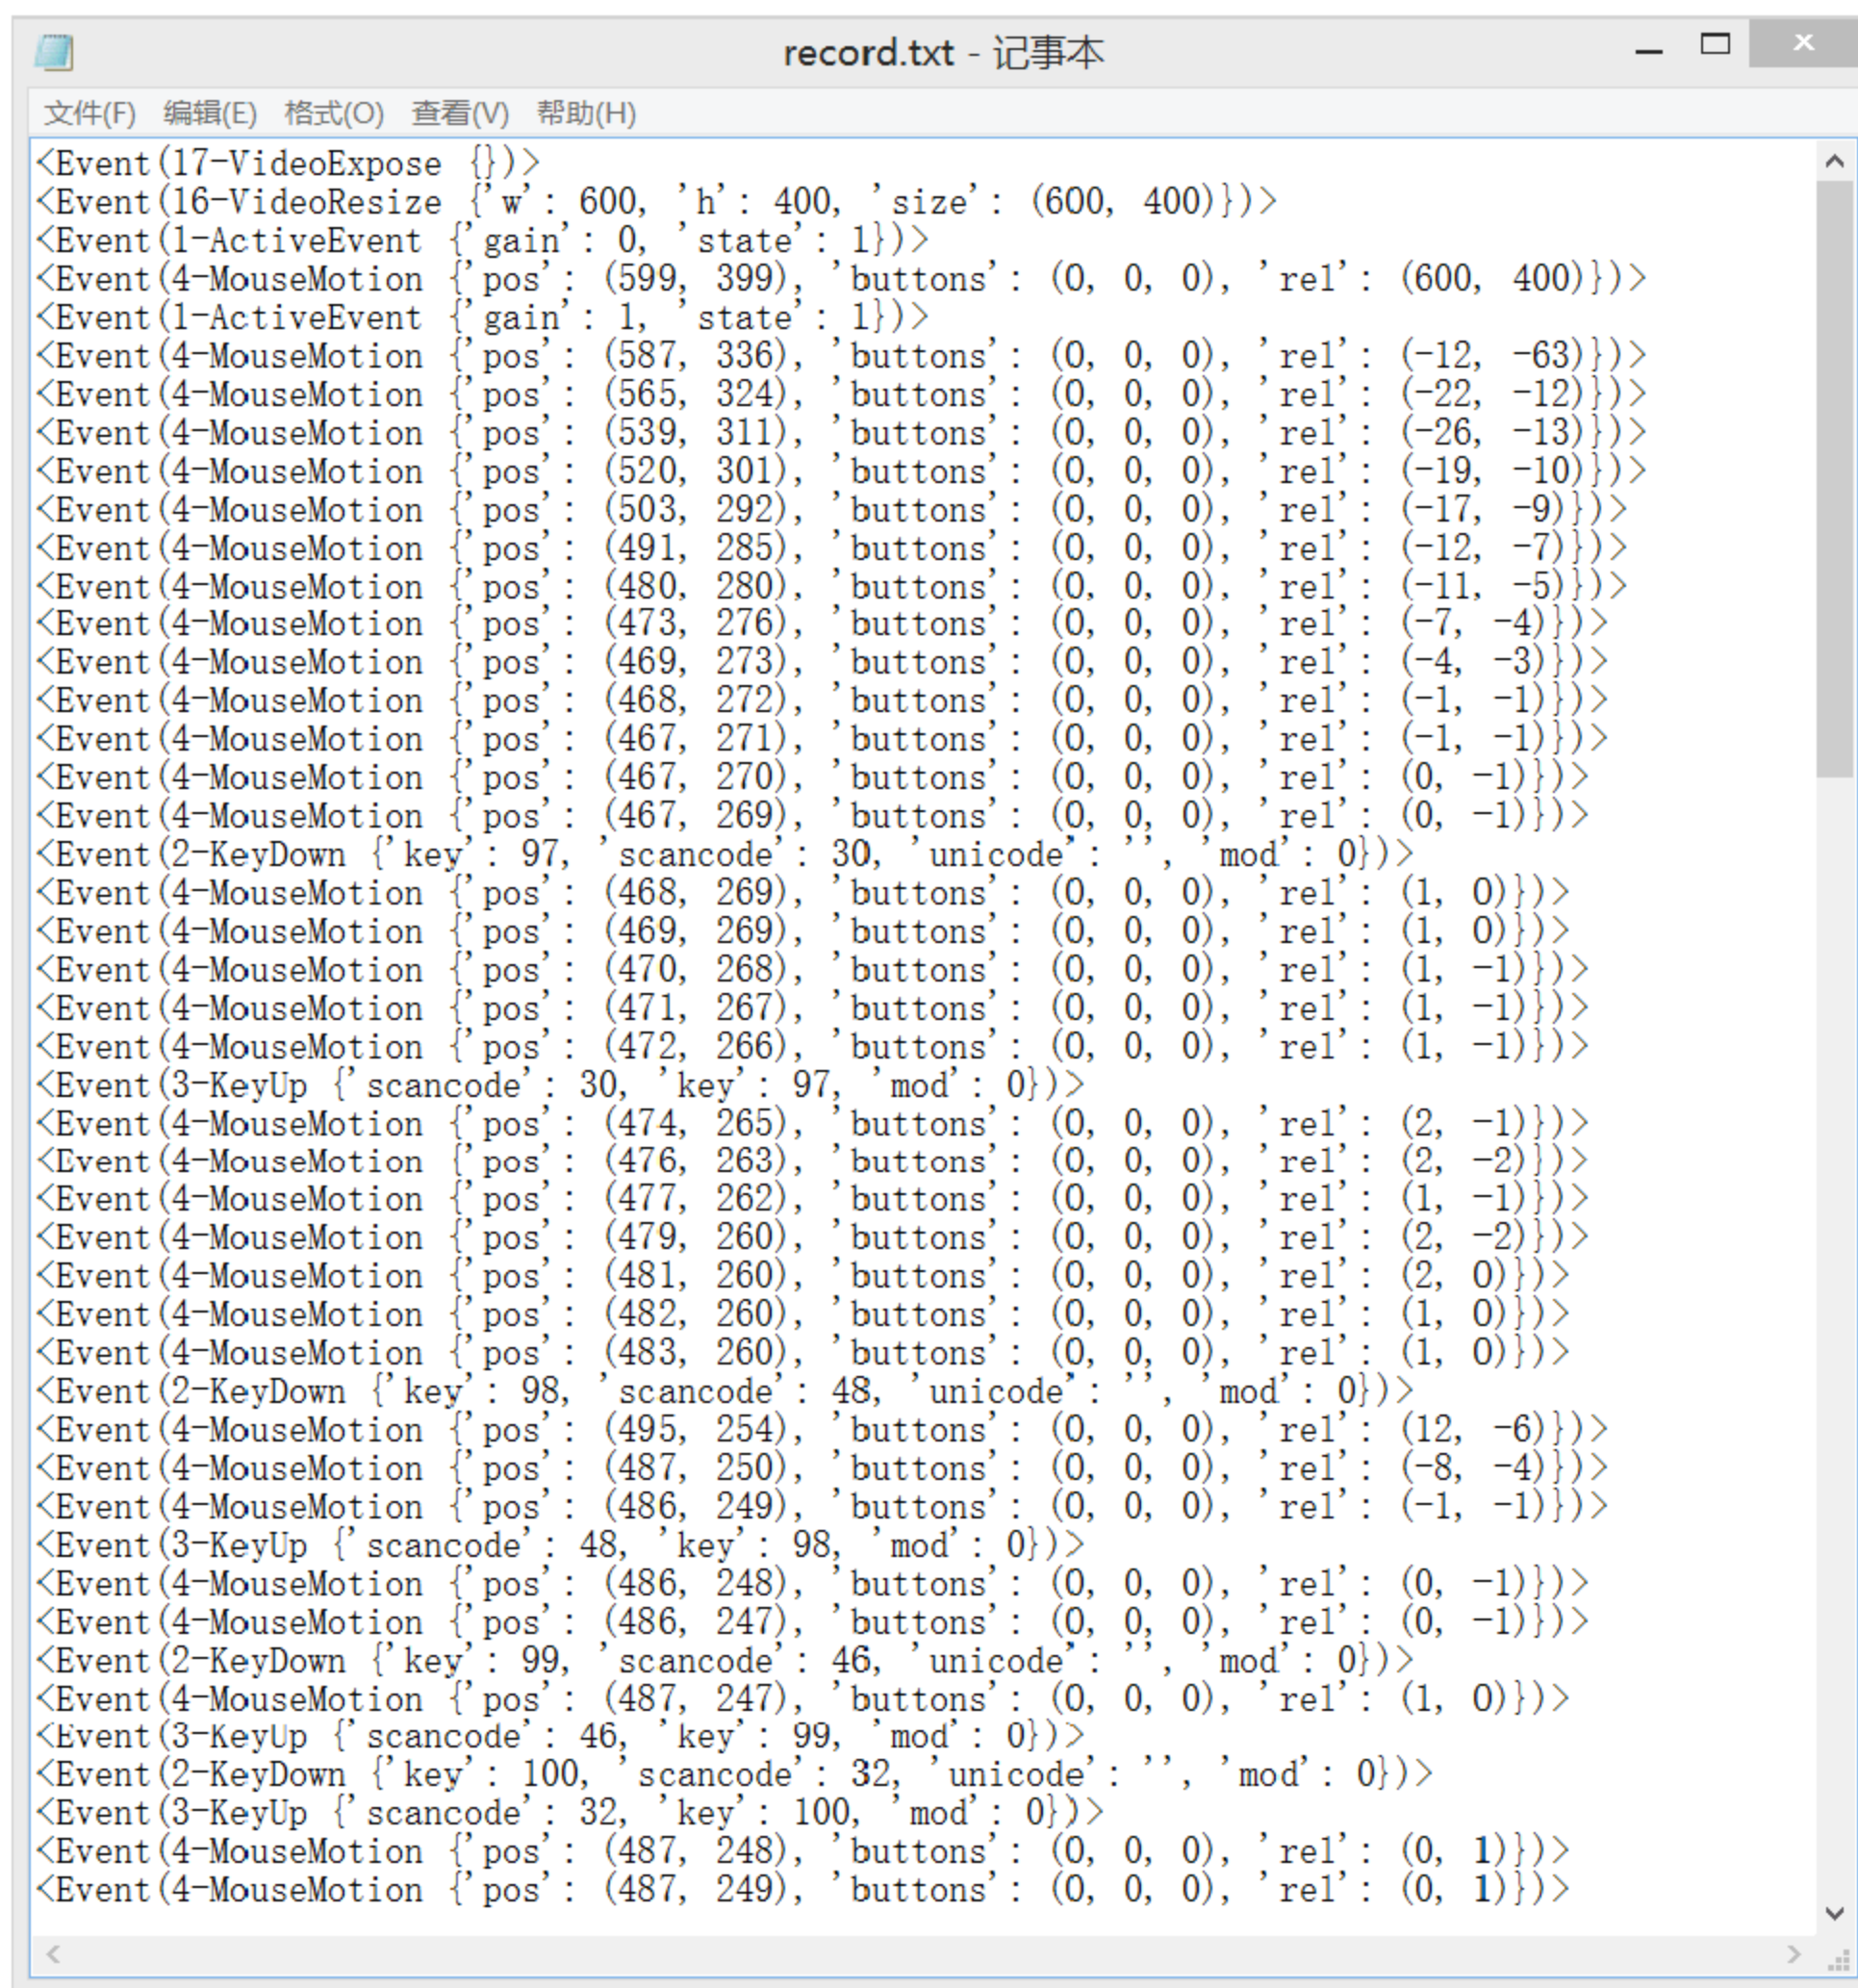 record.txt - 记事本
文件(F) 编辑(E) 格式(O) 查看(V) 帮助(H)
<Event(17-VideoExpose {})>
<Event(16-VideoResize {'w': 600, 'h': 400, 'size': (600, 400)})>
<Event(1-ActiveEvent {'gain': 0, 'state': 1})>
<Event(4-MouseMotion {'pos': (599, 399), 'buttons': (0, 0, 0), 'rel': (600, 400)})>
<Event(1-ActiveEvent {'gain': 1, 'state': 1})>
<Event(4-MouseMotion {'pos': (587, 336), 'buttons': (0, 0, 0), 'rel': (-12, -63)})>
<Event(4-MouseMotion {'pos': (565, 324), 'buttons': (0, 0, 0), 'rel': (-22, -12)})>
<Event(4-MouseMotion {'pos': (539, 311), 'buttons': (0, 0, 0), 'rel': (-26, -13)})>
<Event(4-MouseMotion {'pos': (520, 301), 'buttons': (0, 0, 0), 'rel': (-19, -10)})>
<Event(4-MouseMotion {'pos': (503, 292), 'buttons': (0, 0, 0), 'rel': (-17, -9)})>
<Event(4-MouseMotion {'pos': (491, 285), 'buttons': (0, 0, 0), 'rel': (-12, -7)})>
<Event(4-MouseMotion {'pos': (480, 280), 'buttons': (0, 0, 0), 'rel': (-11, -5)})>
<Event(4-MouseMotion {'pos': (473, 276), 'buttons': (0, 0, 0), 'rel': (-7, -4)})>
<Event(4-MouseMotion {'pos': (469, 273), 'buttons': (0, 0, 0), 'rel': (-4, -3)})>
<Event(4-MouseMotion {'pos': (468, 272), 'buttons': (0, 0, 0), 'rel': (-1, -1)})>
<Event(4-MouseMotion {'pos': (467, 271), 'buttons': (0, 0, 0), 'rel': (-1, -1)})>
<Event(4-MouseMotion {'pos': (467, 270), 'buttons': (0, 0, 0), 'rel': (0, -1)})>
<Event(4-MouseMotion {'pos': (467, 269), 'buttons': (0, 0, 0), 'rel': (0, -1)})>
<Event(2-KeyDown {'key': 97, 'scancode': 30, 'unicode': '', 'mod': 0})>
<Event(4-MouseMotion {'pos': (468, 269), 'buttons': (0, 0, 0), 'rel': (1, 0)})>
<Event(4-MouseMotion {'pos': (469, 269), 'buttons': (0, 0, 0), 'rel': (1, 0)})>
<Event(4-MouseMotion {'pos': (470, 268), 'buttons': (0, 0, 0), 'rel': (1, -1)})>
<Event(4-MouseMotion {'pos': (471, 267), 'buttons': (0, 0, 0), 'rel': (1, -1)})>
<Event(4-MouseMotion {'pos': (472, 266), 'buttons': (0, 0, 0), 'rel': (1, -1)})>
<Event(3-KeyUp {'scancode': 30, 'key': 97, 'mod': 0})>
<Event(4-MouseMotion {'pos': (474, 265), 'buttons': (0, 0, 0), 'rel': (2, -1)})>
<Event(4-MouseMotion {'pos': (476, 263), 'buttons': (0, 0, 0), 'rel': (2, -2)})>
<Event(4-MouseMotion {'pos': (477, 262), 'buttons': (0, 0, 0), 'rel': (1, -1)})>
<Event(4-MouseMotion {'pos': (479, 260), 'buttons': (0, 0, 0), 'rel': (2, -2)})>
<Event(4-MouseMotion {'pos': (481, 260), 'buttons': (0, 0, 0), 'rel': (2, 0)})>
<Event(4-MouseMotion {'pos': (482, 260), 'buttons': (0, 0, 0), 'rel': (1, 0)})>
<Event(4-MouseMotion {'pos': (483, 260), 'buttons': (0, 0, 0), 'rel': (1, 0)})>
<Event(2-KeyDown {'key': 98, 'scancode': 48, 'unicode': '', 'mod': 0})>
<Event(4-MouseMotion {'pos': (495, 254), 'buttons': (0, 0, 0), 'rel': (12, -6)})>
<Event(4-MouseMotion {'pos': (487, 250), 'buttons': (0, 0, 0), 'rel': (-8, -4)})>
<Event(4-MouseMotion {'pos': (486, 249), 'buttons': (0, 0, 0), 'rel': (-1, -1)})>
<Event(3-KeyUp {'scancode': 48, 'key': 98, 'mod': 0})>
<Event(4-MouseMotion {'pos': (486, 248), 'buttons': (0, 0, 0), 'rel': (0, -1)})>
<Event(4-MouseMotion {'pos': (486, 247), 'buttons': (0, 0, 0), 'rel': (0, -1)})>
<Event(2-KeyDown {'key': 99, 'scancode': 46, 'unicode': '', 'mod': 0})>
<Event(4-MouseMotion {'pos': (487, 247), 'buttons': (0, 0, 0), 'rel': (1, 0)})>
<Event(3-KeyUp {'scancode': 46, 'key': 99, 'mod': 0})>
<Event(2-KeyDown {'key': 100, 'scancode': 32, 'unicode': '', 'mod': 0})>
<Event(3-KeyUp {'scancode': 32, 'key': 100, 'mod': 0})>
<Event(4-MouseMotion {'pos': (487, 248), 'buttons': (0, 0, 0), 'rel': (0, 1)})>
<Event(4-MouseMotion {'pos': (487, 249), 'buttons': (0, 0, 0), 'rel': (0, 1)})>